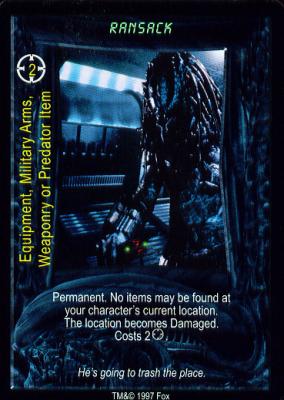 RANSACK
2
Equipment, Military Arms,
Weaponry or Predator Item
Permanent. No items may be found at
your character's current location.
The location becomes Damaged.
Costs 2.
He's going to trash the place.
TM&© 1997 Fox